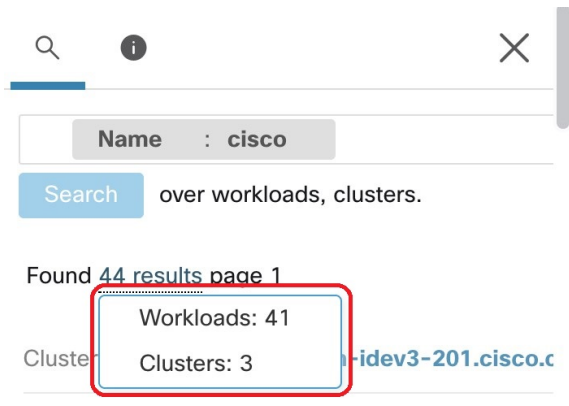 Name : cisco
Search over workloads, clusters.
Found 44 results page 1
Workloads: 41
Clusters: 3
-idev3-201.cisco.